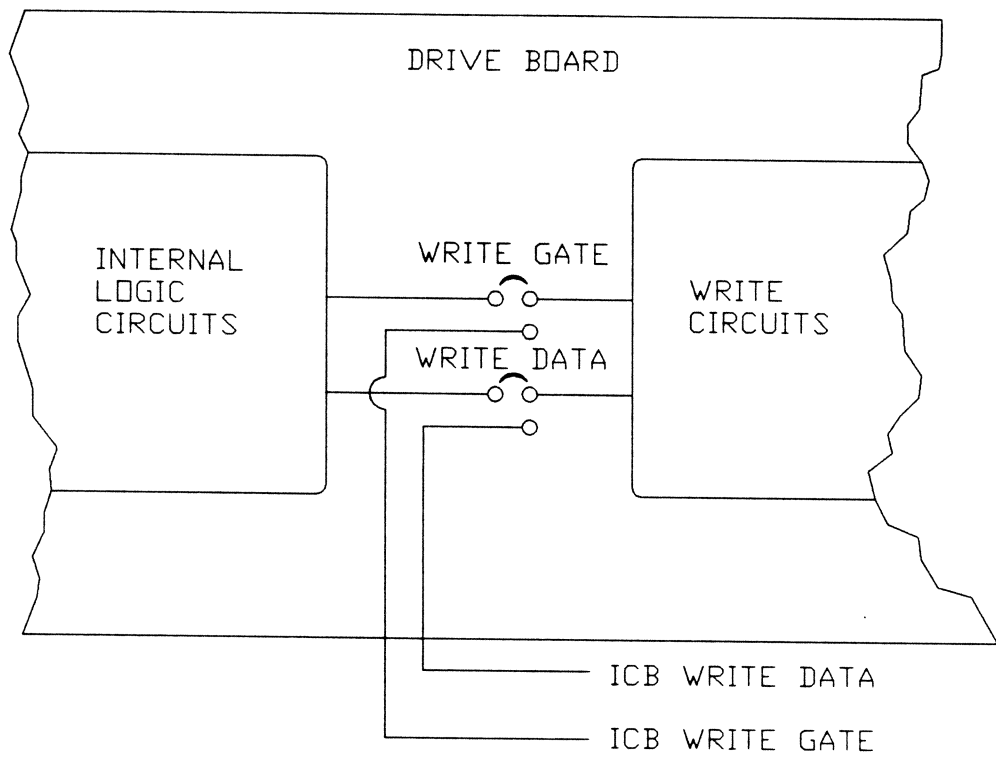 DRIVE BOARD
INTERNAL
LOGIC
CIRCUITS
WRITE GATE
WRITE DATA
WRITE
CIRCUITS
ICB WRITE DATA
ICB WRITE GATE